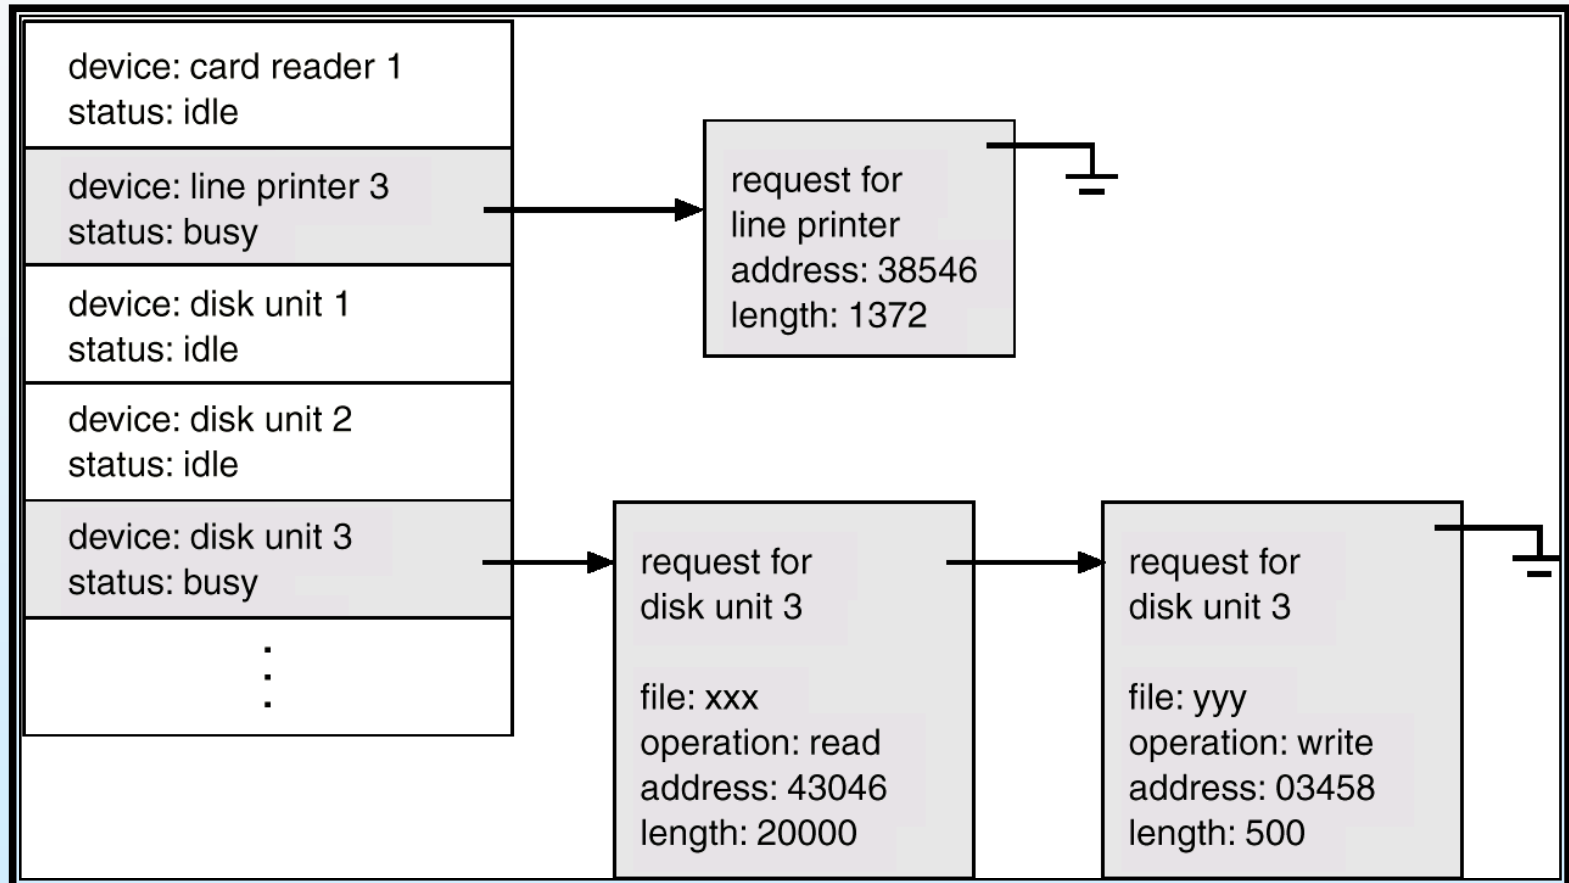 device: card reader 1
status: idle
device: line printer 3
status: busy
device: disk unit 1
status: idle
device: disk unit 2
status: idle
device: disk unit 3
status: busy
request for
line printer
address: 38546
length: 1372
request for
disk unit 3
file: xxx
operation: read
address: 43046
length: 20000
request for
disk unit 3
file: yyy
operation: write
address: 03458
length: 500